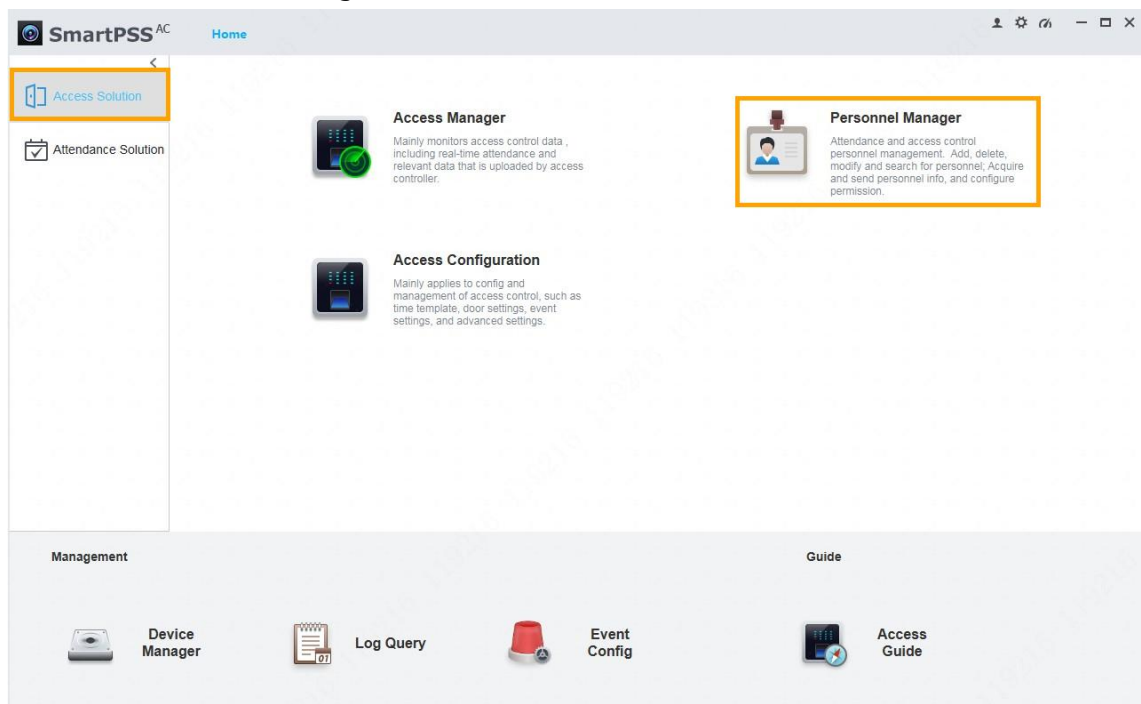 SmartPSS AC
Home
Access Solution
Attendance Solution
Access Manager
Mainly monitors access control data ,
including real-time attendance and
relevant data that is uploaded by access
controller.
Personnel Manager
Attendance and access control
personnel management. Add, delete,
modify and search for personnel; Acquire
and send personnel info, and configure
permission.
Access Configuration
Mainly applies to config and
management of access control, such as
time template, door settings, event
settings, and advanced settings.
Management
Guide
Device
Manager
01
Log Query
Event
Config
Access
Guide